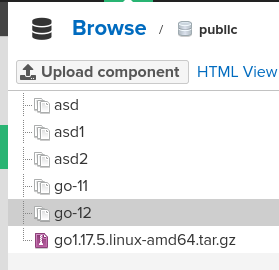 Browse / public
Upload component HTML View
asd
asd1
asd2
go-11
go-12
go1.17.5.linux-amd64.tar.gz